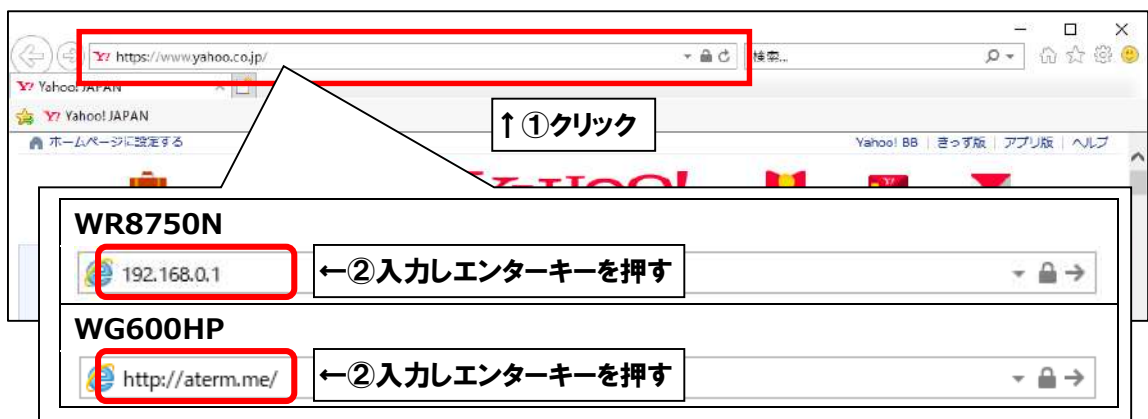 https://www.yahoo.co.jp/
検索...
Yahoo! JAPAN
Yahoo! JAPAN
↑①クリック
ホームページに設定する
Yahoo! BB | きっず版 | アプリ版 | ヘルプ
YAHOO!
WR8750N
192.168.0.1
←②入力しエンターキーを押す
WG600HP
http://aterm.me/
←②入力しエンターキーを押す